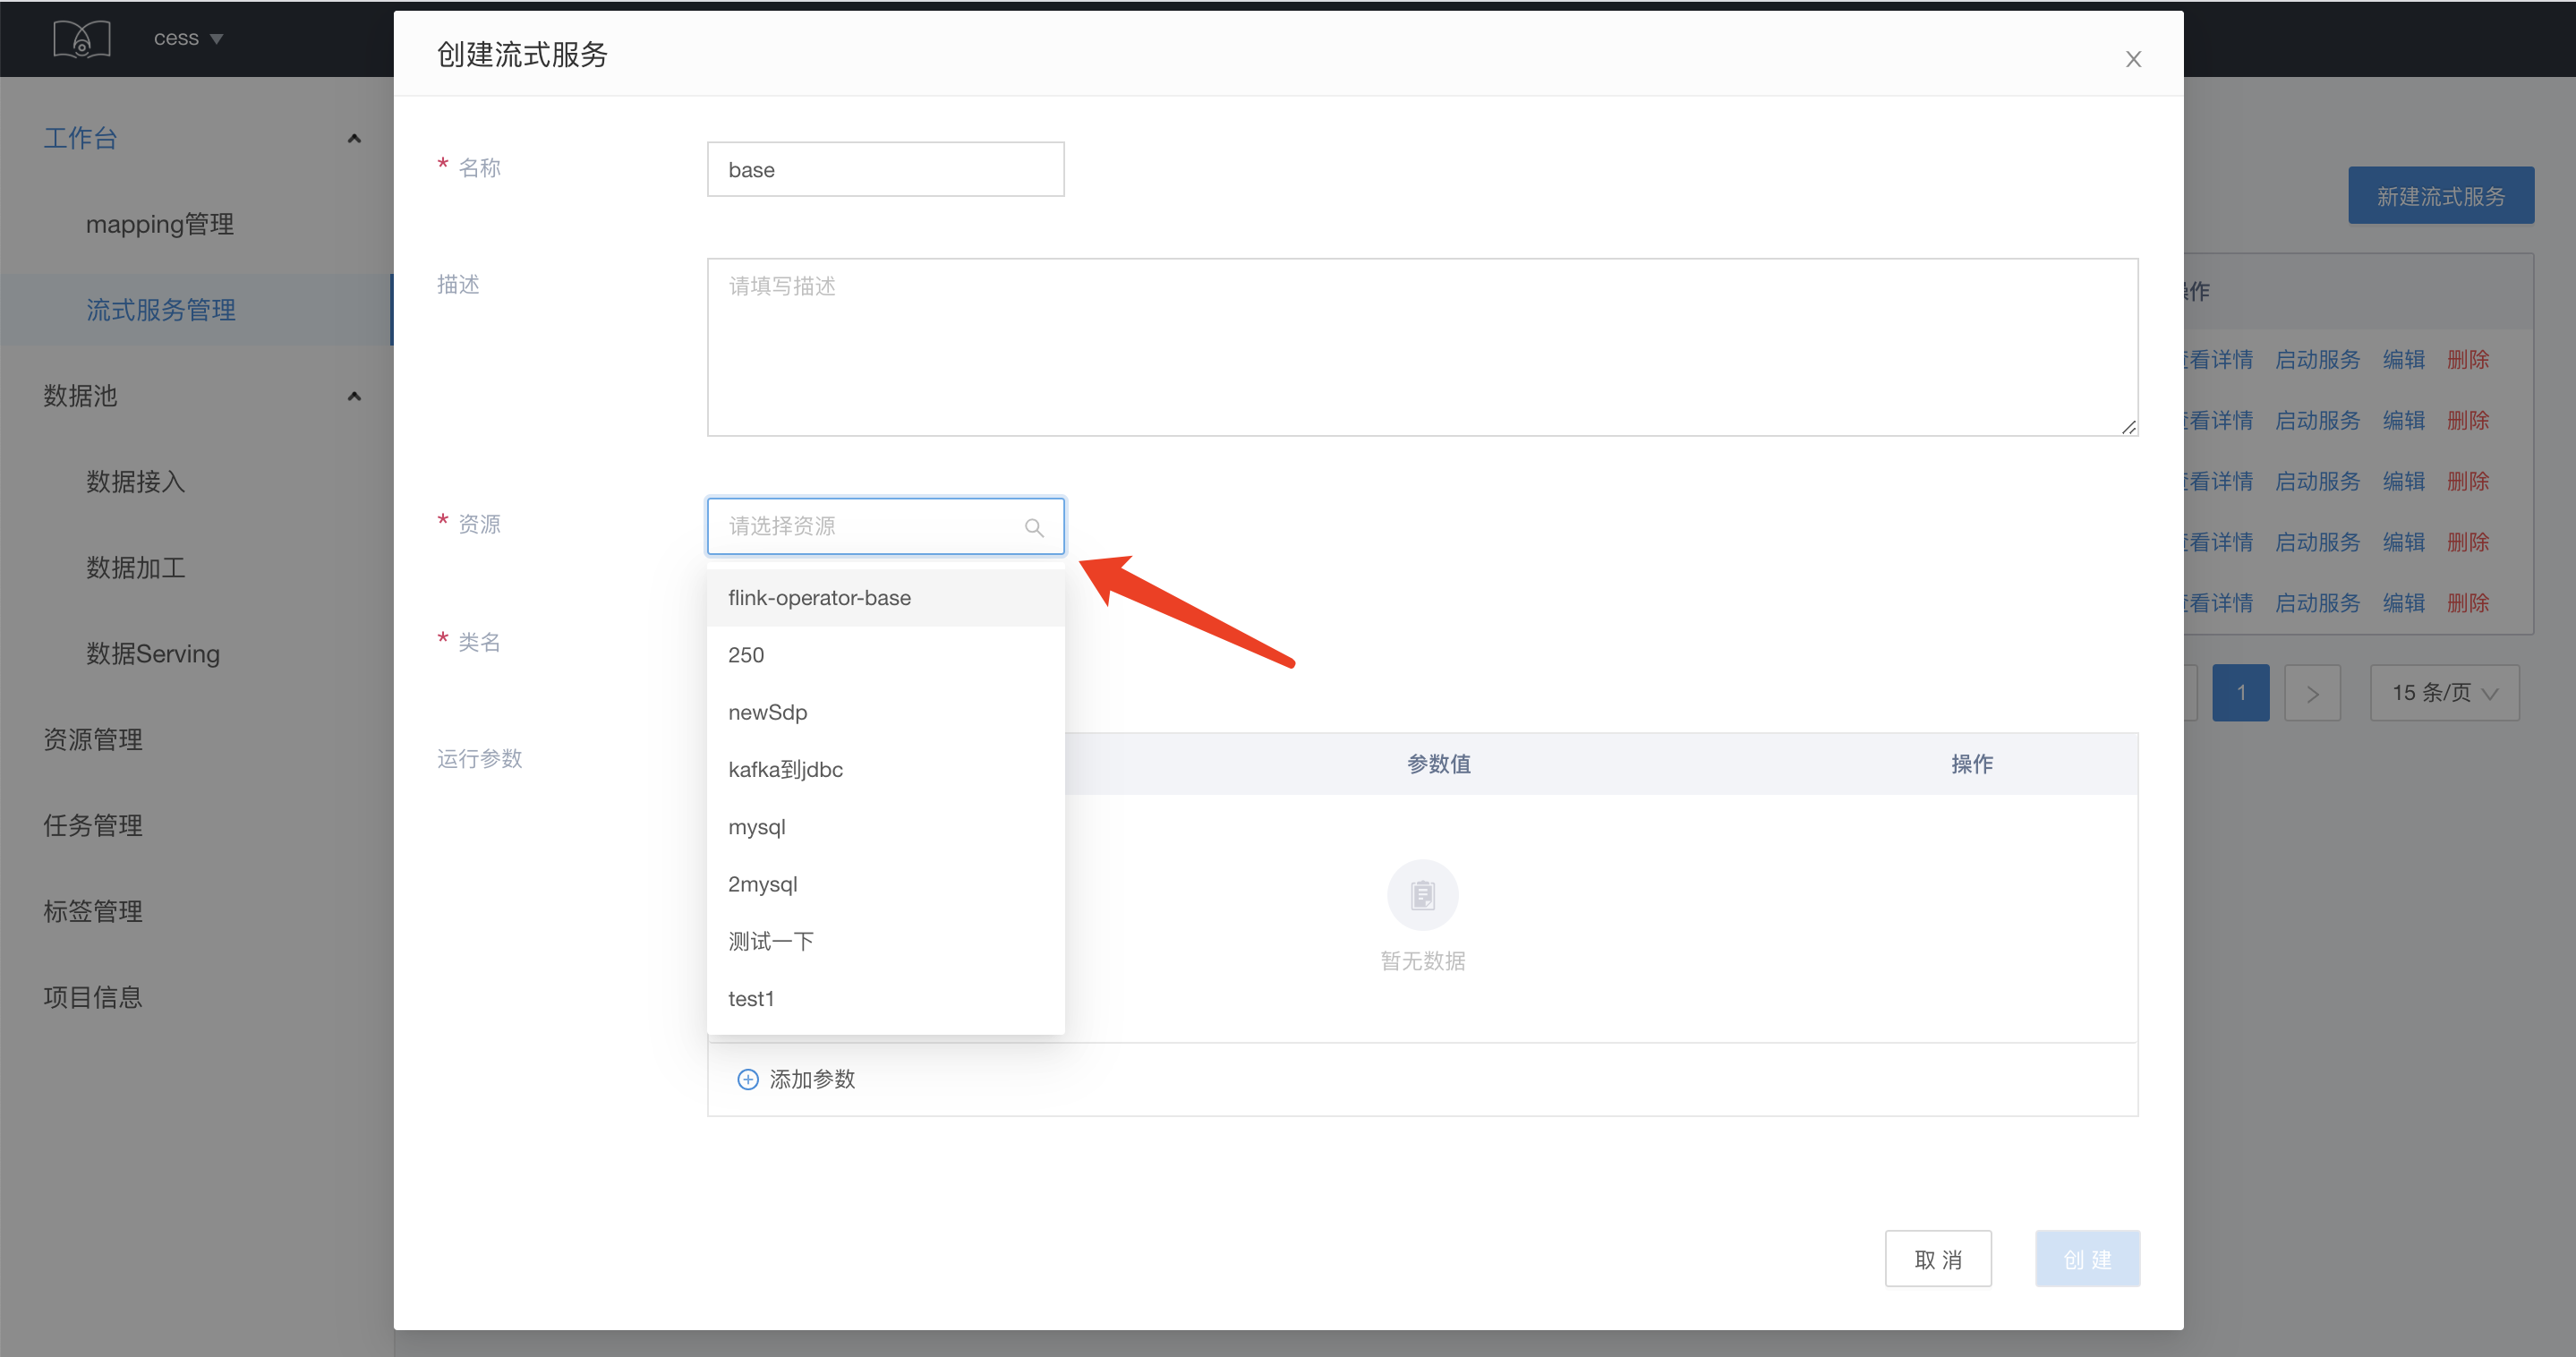 cess
创建流式服务
工作台
mapping管理
流式服务管理
数据池
数据接入
数据加工
数据Serving
资源管理
任务管理
标签管理
项目信息
* 名称
base
描述
请填写描述
* 资源
请选择资源
flink-operator-base
250
newSdp
kafka到jdbc
mysql
2mysql
测试一下
test1
* 类名
运行参数
参数值 操作
暂无数据
添加参数
取 消 创 建
新建流式服务
操作
查看详情 启动服务 编辑 删除
查看详情 启动服务 编辑 删除
查看详情 启动服务 编辑 删除
查看详情 启动服务 编辑 删除
查看详情 启动服务 编辑 删除
1 > 15 条/页